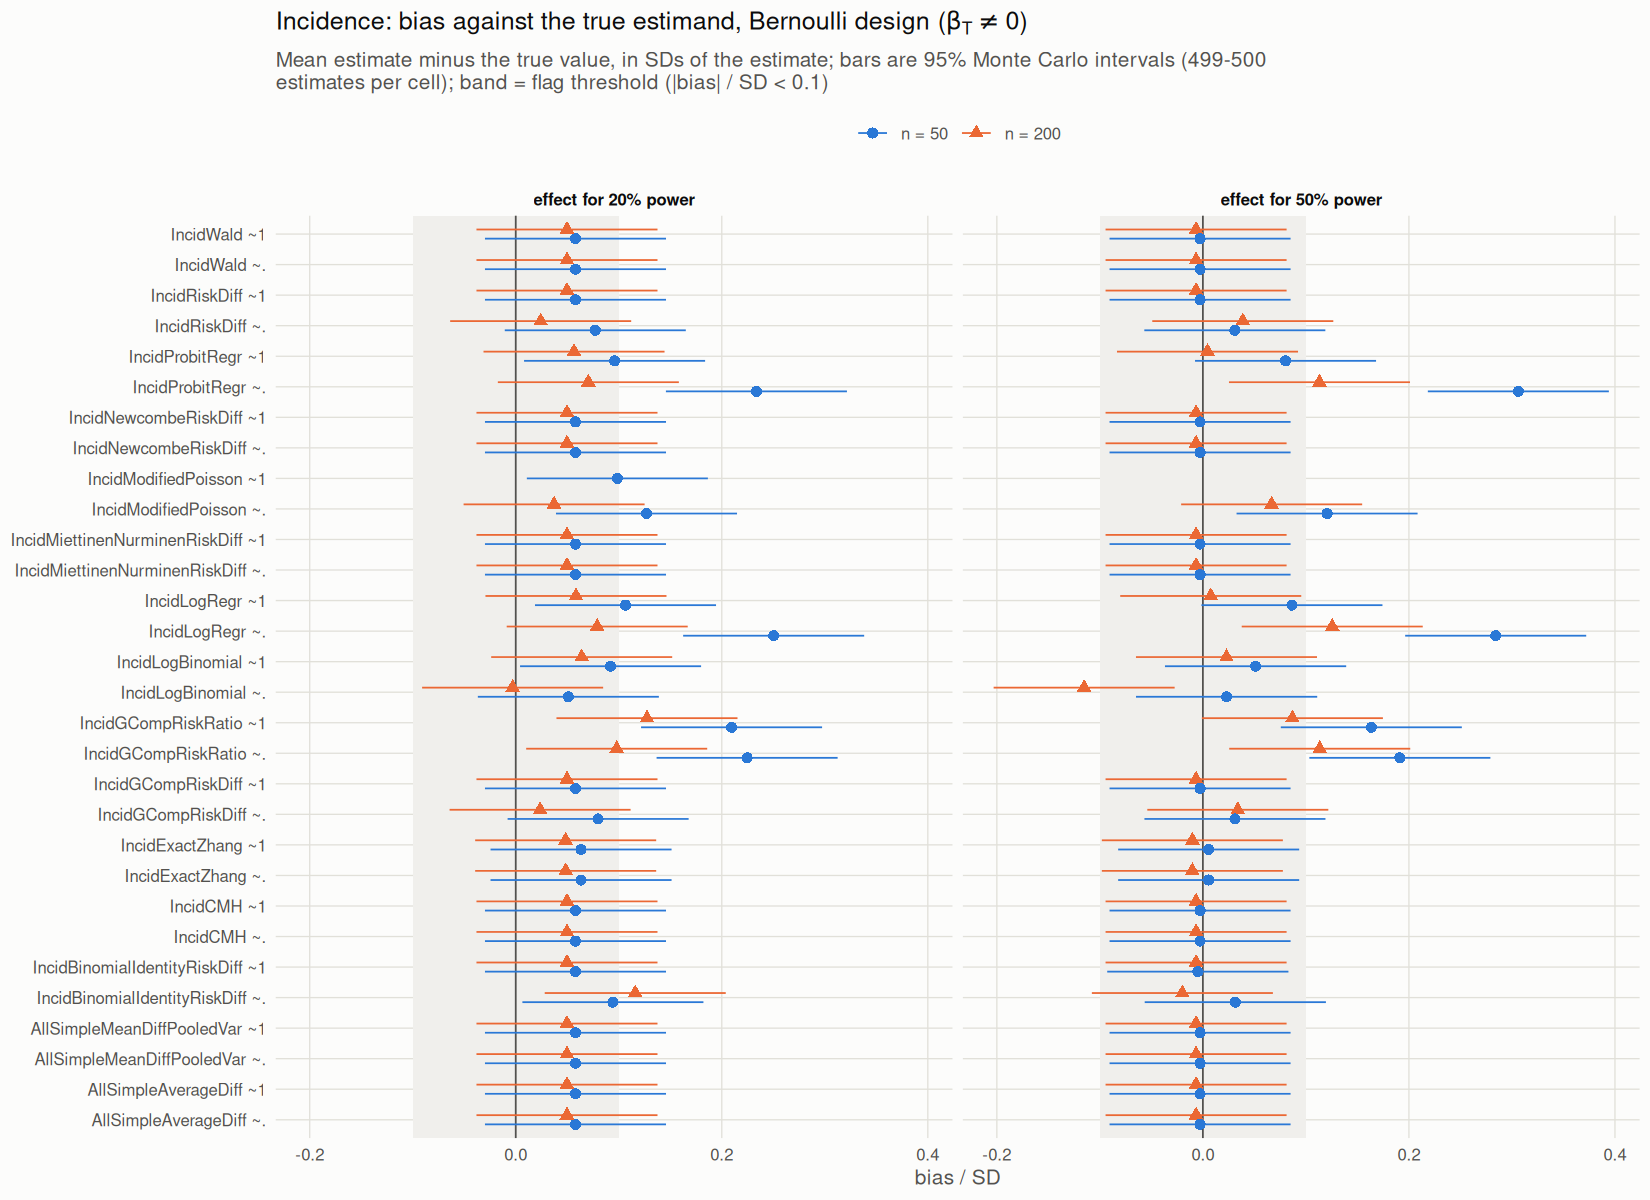 Incidence: bias against the true estimand, Bernoulli design (βT ≠ 0)
Mean estimate minus the true value, in SDs of the estimate; bars are 95% Monte Carlo intervals (499-500
estimates per cell); band = flag threshold (|bias| / SD < 0.1)
n = 50 n = 200
effect for 20% power effect for 50% power
IncidWald ~1
IncidWald ~.
IncidRiskDiff ~1
IncidRiskDiff ~.
IncidProbitRegr ~1
IncidProbitRegr ~.
IncidNewcombeRiskDiff ~1
IncidNewcombeRiskDiff ~.
IncidModifiedPoisson ~1
IncidModifiedPoisson ~.
IncidMiettinenNurminenRiskDiff ~1
IncidMiettinenNurminenRiskDiff ~.
IncidLogRegr ~1
IncidLogRegr ~.
IncidLogBinomial ~1
IncidLogBinomial ~.
IncidGCompRiskRatio ~1
IncidGCompRiskRatio ~.
IncidGCompRiskDiff ~1
IncidGCompRiskDiff ~.
IncidExactZhang ~1
IncidExactZhang ~.
IncidCMH ~1
IncidCMH ~.
IncidBinomialIdentityRiskDiff ~1
IncidBinomialIdentityRiskDiff ~.
AllSimpleMeanDiffPooledVar ~1
AllSimpleMeanDiffPooledVar ~.
AllSimpleAverageDiff ~1
AllSimpleAverageDiff ~.
-0.2 0.0 0.2 0.4 -0.2 0.0 0.2 0.4
bias / SD